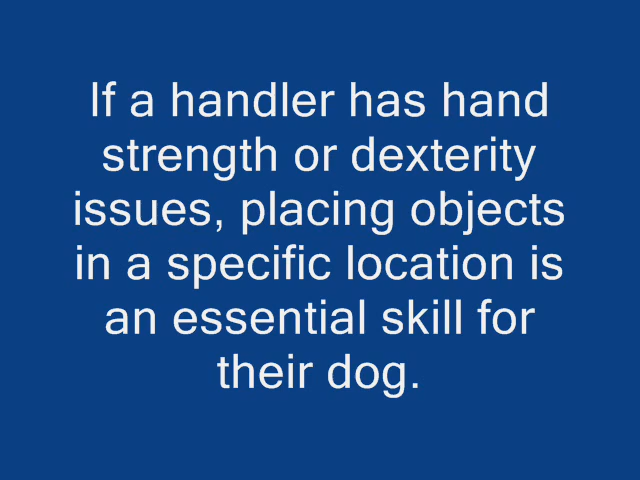 If a handler has hand
strength or dexterity
issues, placing objects
in a specific location is
an essential skill for
their dog.